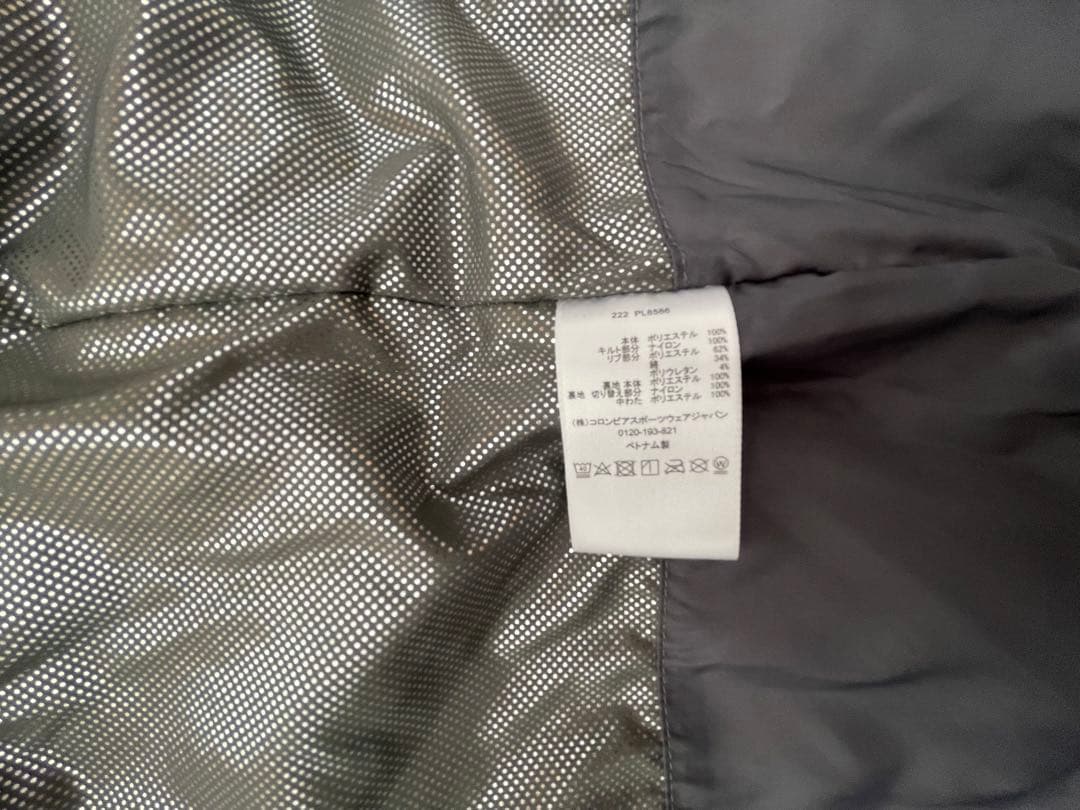 222 PL8586
本体 ポリエステル 100%
キルト部分 ナイロン 100%
リブ部分 ポリエステル 62%
綿 34%
ポリウレタン 4%
裏地 本体 ポリエステル 100%
裏地 切り替え部分 ナイロン 100%
中わた ポリエステル 100%
(株)コロンビアスポーツウェアジャパン
0120-193-821
ベトナム製